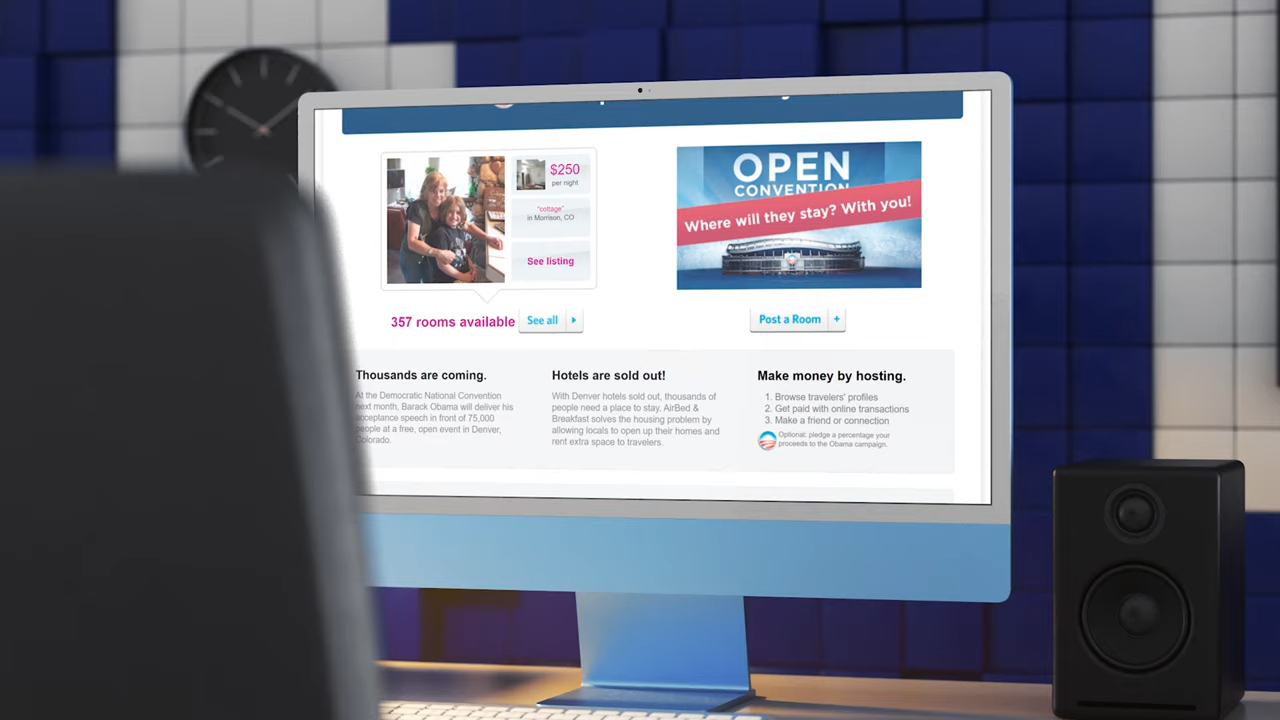 $250
per night
"cottage"
in Morrison, CO
See listing
357 rooms available
See all
OPEN
CONVENTION
Where will they stay? With you!
Post a Room +
Thousands are coming.
At the Democratic National Convention
next month, Barack Obama will deliver his
acceptance speech in front of 75,000
people at a free, open event in Denver,
Colorado.
Hotels are sold out!
With Denver hotels sold out, thousands of
people need a place to stay. AirBed &
Breakfast solves the housing problem by
allowing locals to open up their homes and
rent extra space to travelers.
Make money by hosting.
1. Browse travelers' profiles
2. Get paid with online transactions
3. Make a friend or connection
Optional: pledge a percentage your
proceeds to the Obama campaign.